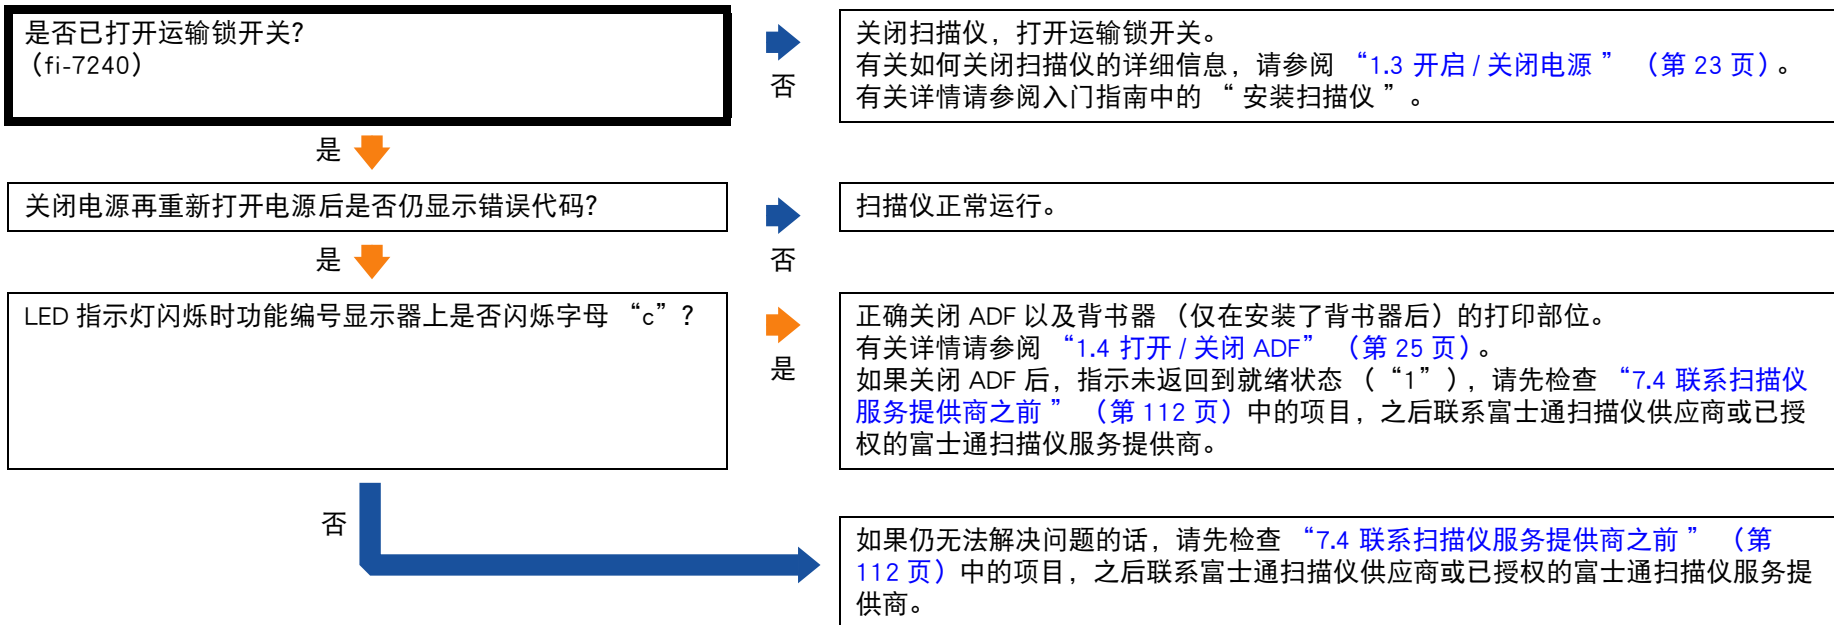 是否已打开运输锁开关?
（fi-7240）
否
关闭扫描仪，打开运输锁开关。
有关如何关闭扫描仪的详细信息，请参阅 “1.3 开启 / 关闭电源 ” （第 23 页）。
有关详情请参阅入门指南中的 “ 安装扫描仪 ”。
是
关闭电源再重新打开电源后是否仍显示错误代码?
否
扫描仪正常运行。
是
LED 指示灯闪烁时功能编号显示器上是否闪烁字母 “c”?
是
正确关闭 ADF 以及背书器 （仅在安装了背书器后）的打印部位。
有关详情请参阅 “1.4 打开 / 关闭 ADF” （第 25 页）。
如果关闭 ADF 后，指示未返回到就绪状态 （“1”），请先检查 “7.4 联系扫描仪
服务提供商之前 ” （第 112 页）中的项目，之后联系富士通扫描仪供应商或已授
权的富士通扫描仪服务提供商。
否
如果仍无法解决问题的话，请先检查 “7.4 联系扫描仪服务提供商之前 ” （第
112 页）中的项目，之后联系富士通扫描仪供应商或已授权的富士通扫描仪服务提
供商。